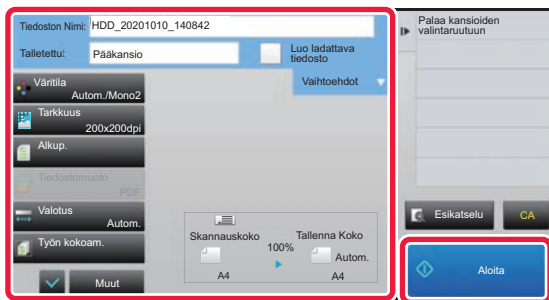 Tiedoston Nimi: HDD_20201010_140842
Talletettu: Pääkansio
Luo ladattava
tiedosto
Vaihtoehdot
Väritila
Autom./Mono2
Tarkkuus
200x200dpi
Alkup.
Tiedostomuoto
PDF
Valotus
Autom.
Työn kokoam.
Muut
Skannauskoko
A4
100%
Tallenna Koko
Autom.
A4
Palaa kansioiden
valintaruutuun
Esikatselu
CA
Aloita